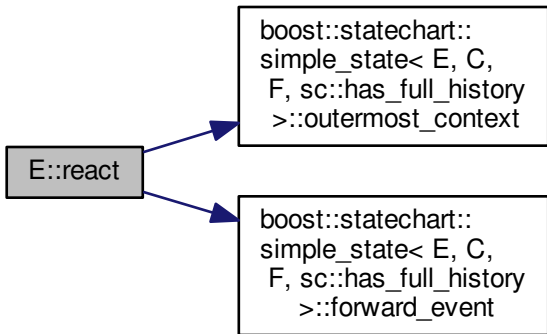 E::react
boost::statechart::
simple_state< E, C,
F, sc::has_full_history
>::outermost_context
boost::statechart::
simple_state< E, C,
F, sc::has_full_history
>::forward_event